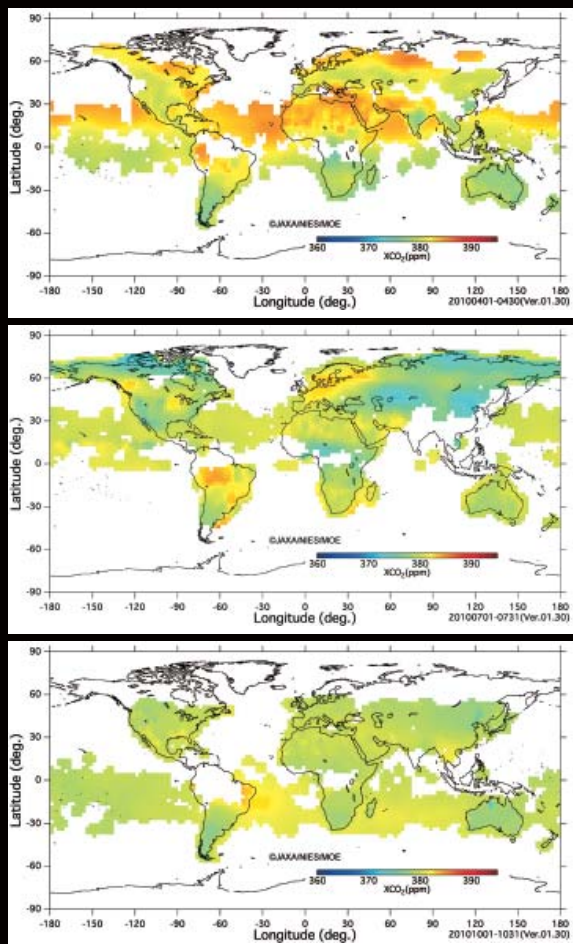 90
60
30
0
-30
-60
-90
Latitude (deg.)
©JAXA/NIES/MOE
360 370 380 390
XCO₂(ppm)
-180 -150 -120 -90 -60 -30 0 30 60 90 120 150 180
Longitude (deg.)
20100401-0430(Ver.01.30)
90
60
30
0
-30
-60
-90
Latitude (deg.)
©JAXA/NIES/MOE
360 370 380 390
XCO₂(ppm)
-180 -150 -120 -90 -60 -30 0 30 60 90 120 150 180
Longitude (deg.)
20100701-0731(Ver.01.30)
90
60
30
0
-30
-60
-90
Latitude (deg.)
©JAXA/NIES/MOE
360 370 380 390
XCO₂(ppm)
-180 -150 -120 -90 -60 -30 0 30 60 90 120 150 180
Longitude (deg.)
20101001-1031(Ver.01.30)